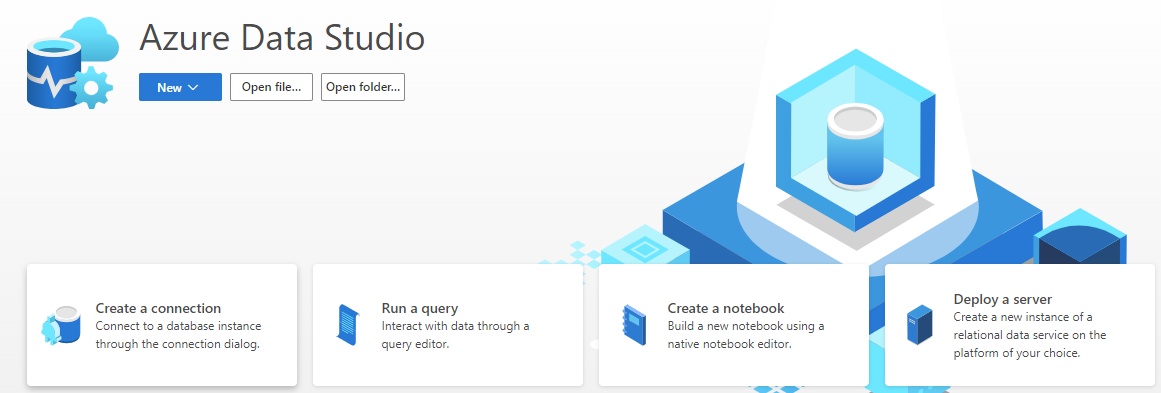 Azure Data Studio
New
Open file...
Open folder...
Create a connection
Connect to a database instance
through the connection dialog.
Run a query
Interact with data through a
query editor.
Create a notebook
Build a new notebook using a
native notebook editor.
Deploy a server
Create a new instance of a
relational data service on the
platform of your choice.